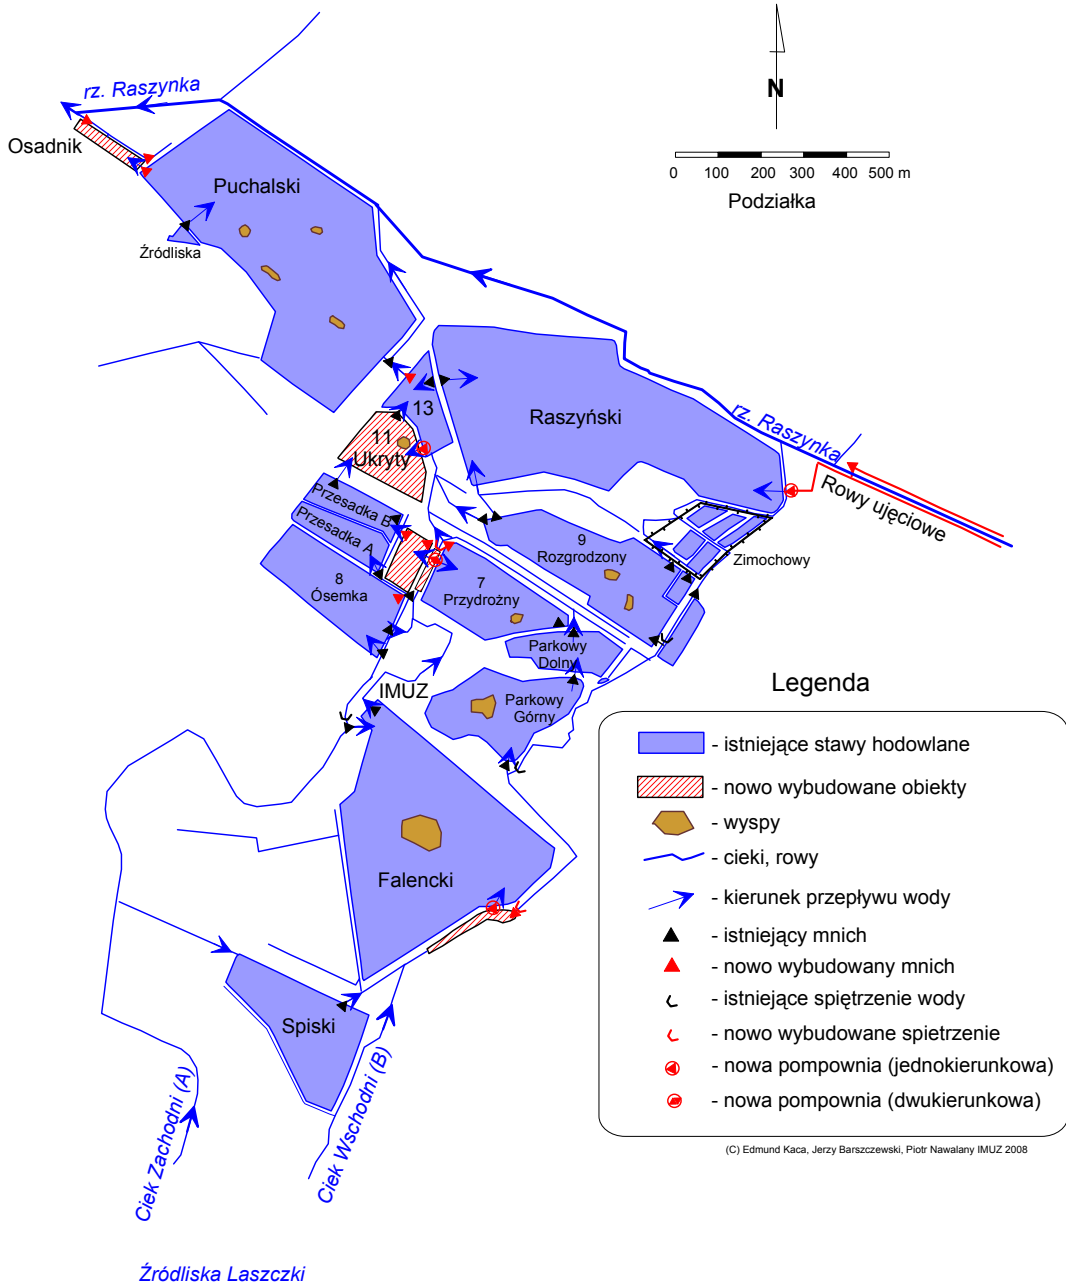 rz. Raszynka
Osadnik
Puchalski
Źródliska
N
0 100 200 300 400 500 m
Podziałka
13
11
Ukryty
Raszyński
rz. Raszynka
Rowy ujęciowe
Przesadka B
Przesadka A
8
Ósemka
9
Rozgrodzony
Zimochowy
7
Przydrożny
Parkowy
Dolny
IMUZ
Parkowy
Górny
Falencki
Spiski
Ciek Zachodni (A)
Ciek Wschodni (B)
Źródliska Laszczki
Legenda
- istniejące stawy hodowlane
- nowo wybudowane obiekty
- wyspy
- cieki, rowy
- kierunek przepływu wody
- istniejący mnich
- nowo wybudowany mnich
- istniejące spiętrzenie wody
- nowo wybudowane spietrzenie
- nowa pompownia (jednokierunkowa)
- nowa pompownia (dwukierunkowa)
(C) Edmund Kaca, Jerzy Barszczewski, Piotr Nawalany IMUZ 2008